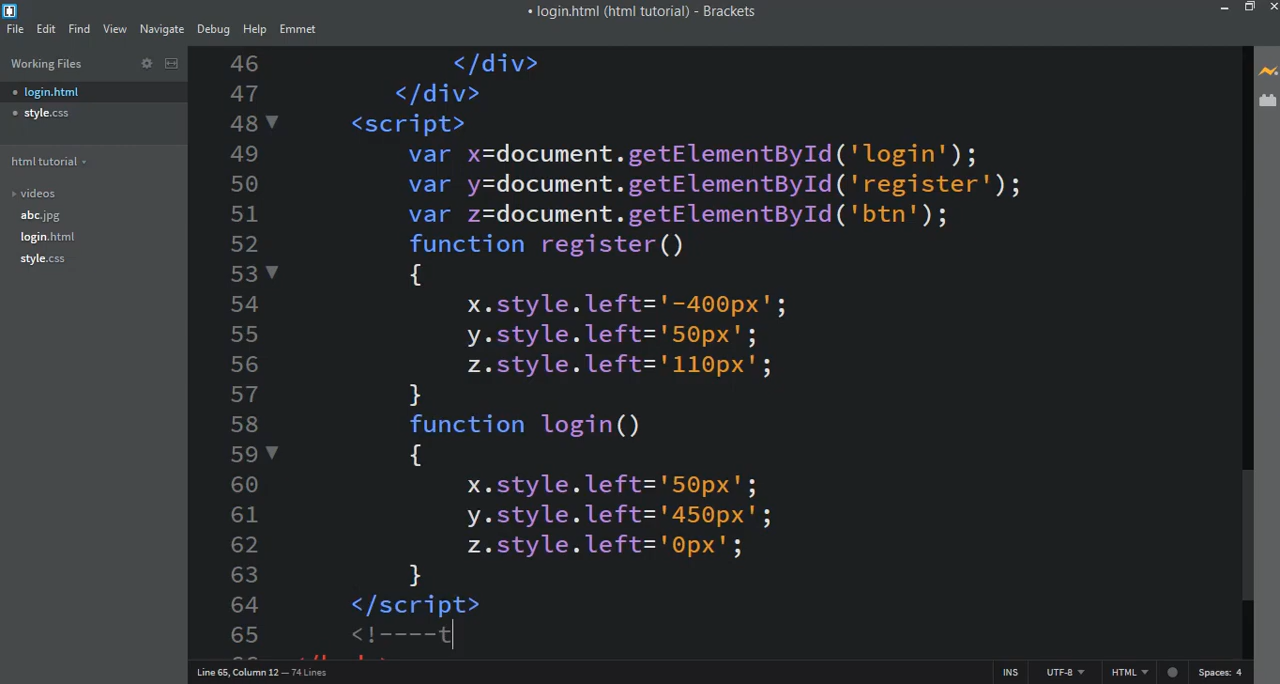 • login.html (html tutorial) - Brackets
File Edit Find View Navigate Debug Help Emmet
Working Files
• login.html
• style.css
html tutorial
videos
abc.jpg
login.html
style.css
46 </div>
47 </div>
48 <script>
49 var x=document.getElementById('login');
50 var y=document.getElementById('register');
51 var z=document.getElementById('btn');
52 function register()
53 {
54 x.style.left='-400px';
55 y.style.left='50px';
56 z.style.left='110px';
57 }
58 function login()
59 {
60 x.style.left='50px';
61 y.style.left='450px';
62 z.style.left='0px';
63 }
64 </script>
65 <!----t
Line 65, Column 12 — 74 Lines
INS UTF-8 HTML Spaces: 4